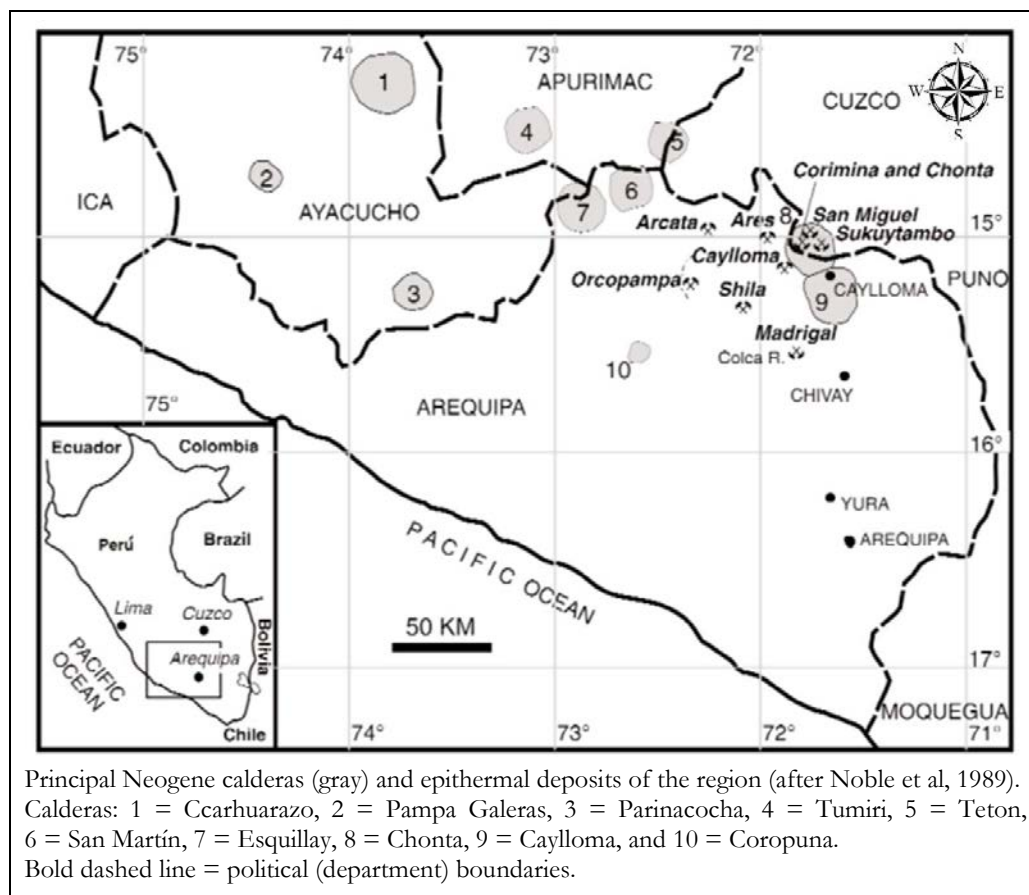 75°
74°
73°
72°
N
W E
S
1
APURIMAC
CUZCO
4
5
2
Corimina and Chonta
ICA
AYACUCHO
7
6
Arcata
Ares
8
San Miguel
Sukuytambo
15°
Caylloma
PUNO
Orcopampa
Shila
CAYLLOMA
3
9
Madrigal
Colca R.
10
CHIVAY
75°
AREQUIPA
16°
Ecuador
Colombia
YURA
Perú
Brazil
AREQUIPA
PACIFIC OCEAN
Lima
Cuzco
50 KM
Bolivia
Arequipa
17°
PACIFIC
OCEAN
MOQUEGUA
Chile
74°
73°
72°
71°
Principal Neogene calderas (gray) and epithermal deposits of the region (after Noble et al, 1989).
Calderas: 1 = Ccarhuarazo, 2 = Pampa Galeras, 3 = Parinacocha, 4 = Tumiri, 5 = Teton,
6 = San Martín, 7 = Esquillay, 8 = Chonta, 9 = Caylloma, and 10 = Coropuna.
Bold dashed line = political (department) boundaries.